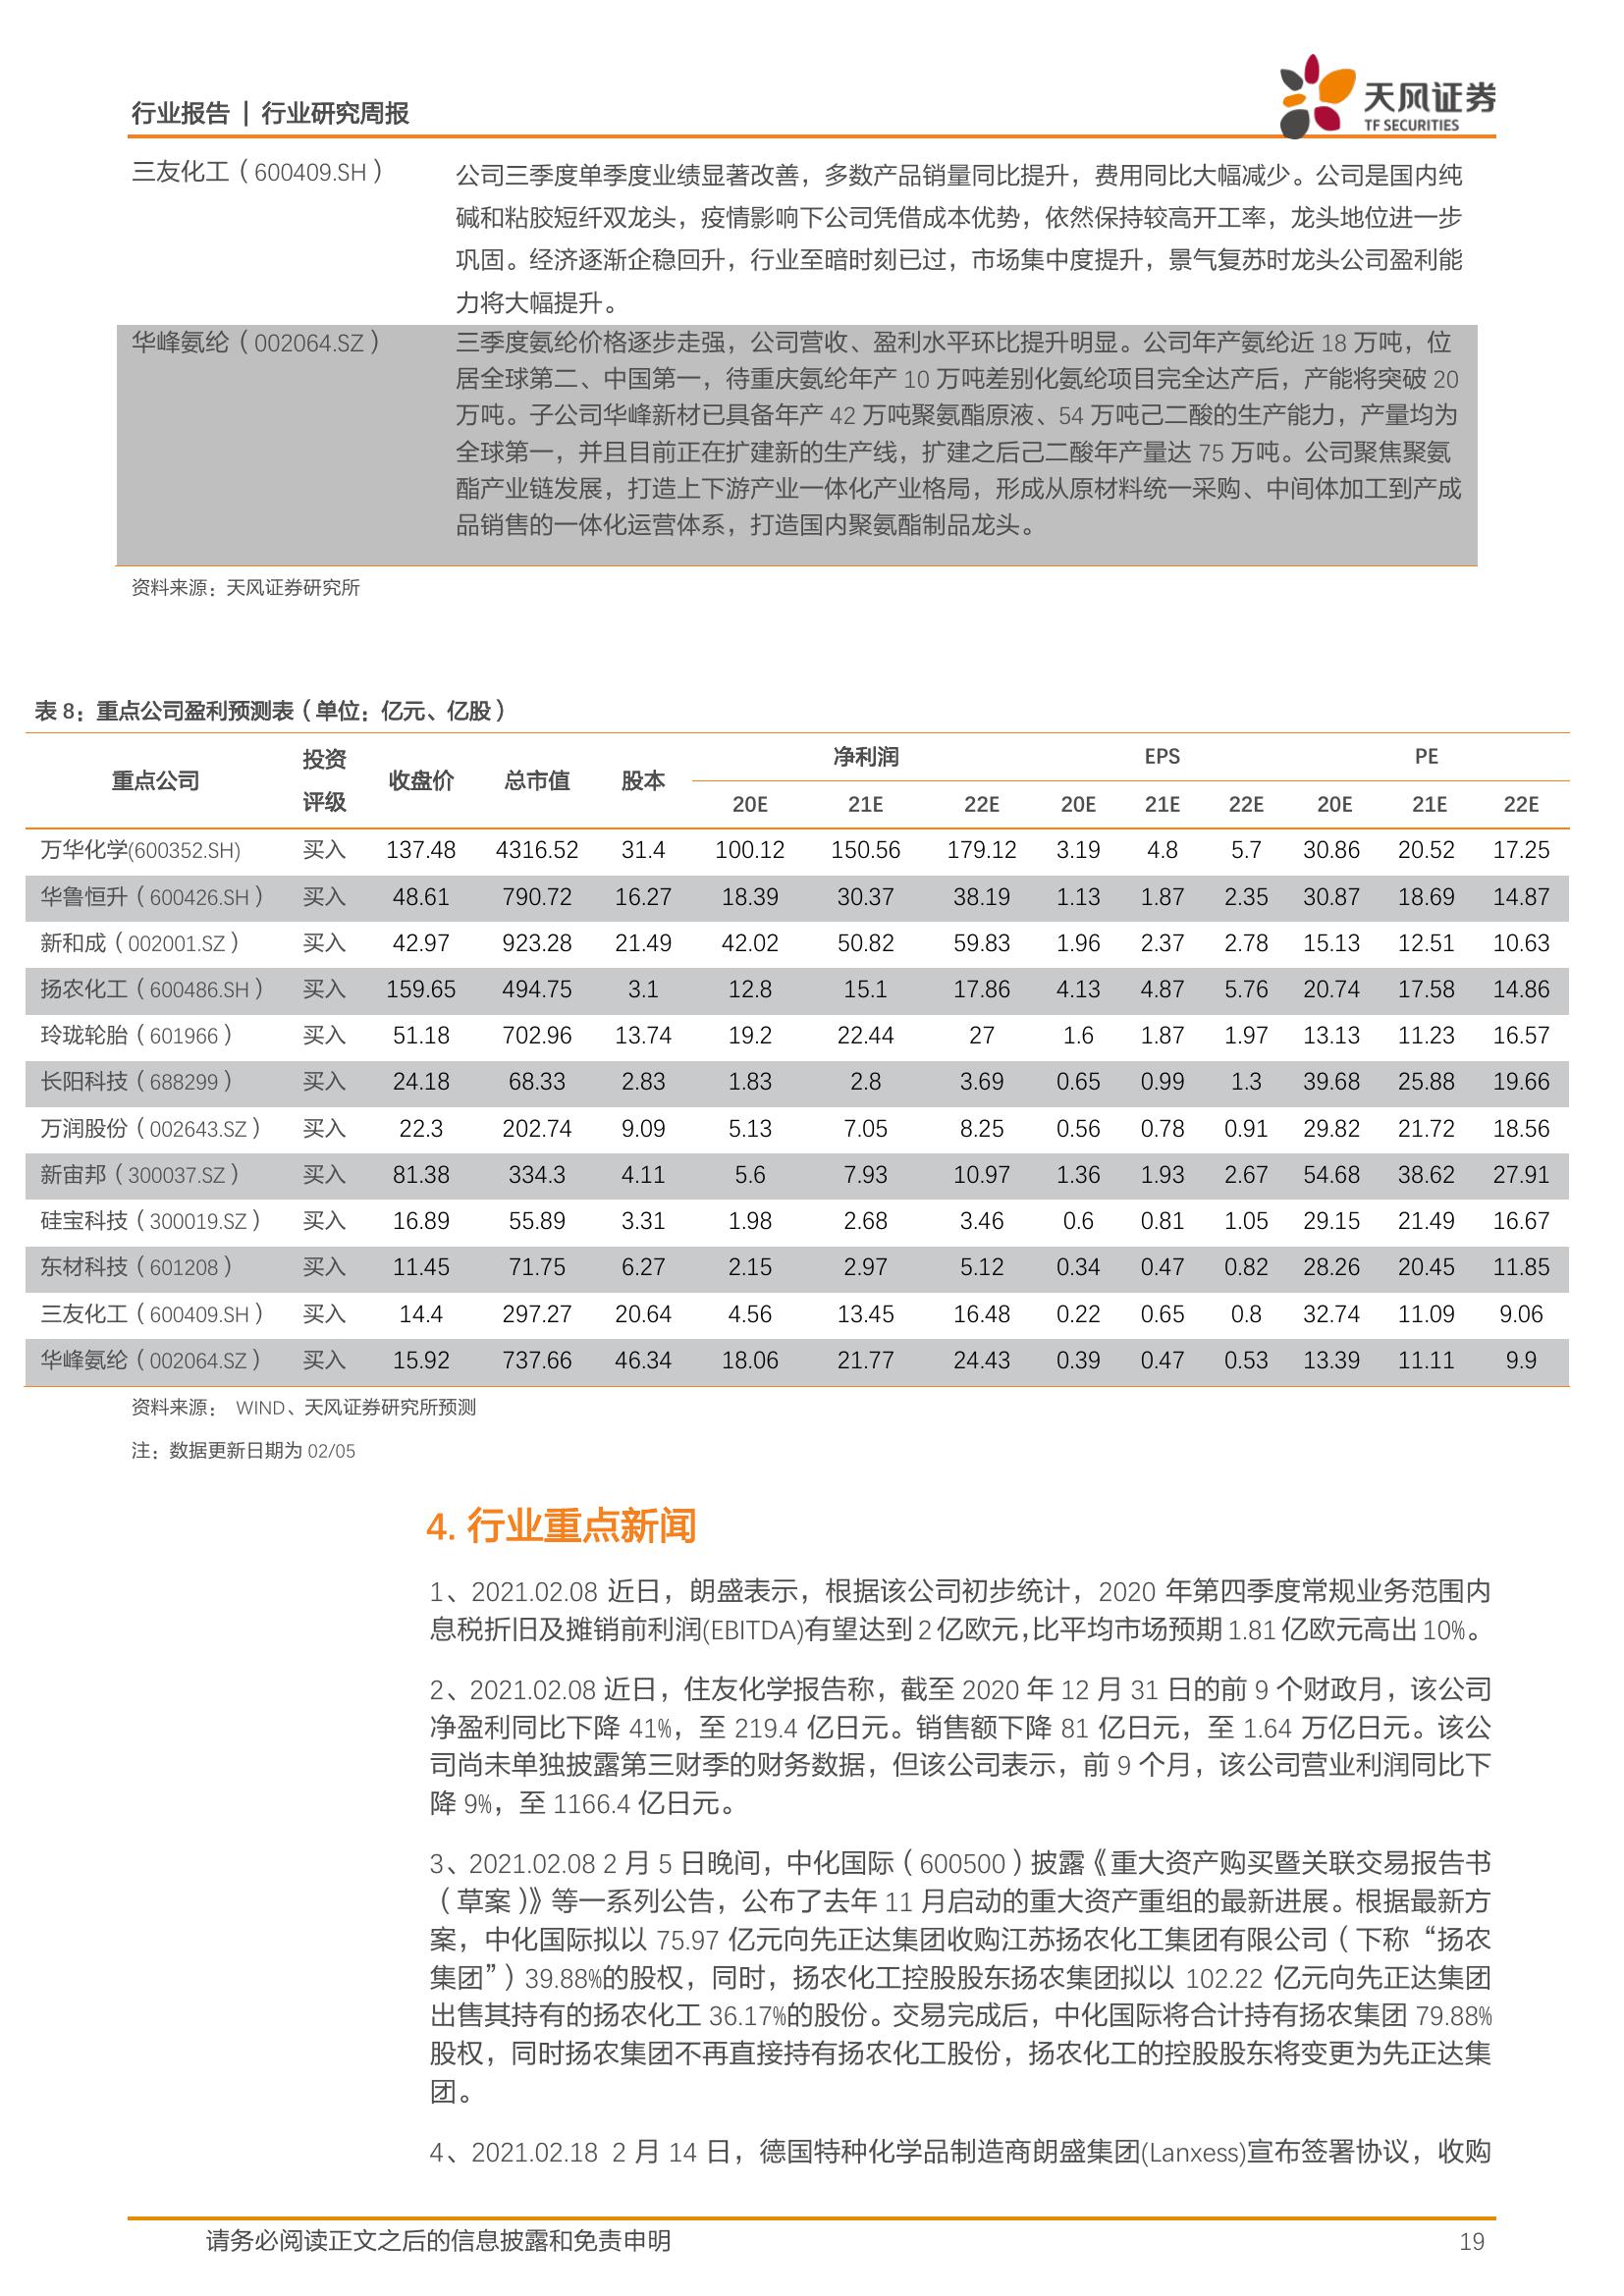 行业报告 | 行业研究周报
天风证券
TF SECURITIES
三友化工（600409.SH） 公司三季度单季度业绩显著改善，多数产品销量同比提升，费用同比大幅减少。公司是国内纯
碱和粘胶短纤双龙头，疫情影响下公司凭借成本优势，依然保持较高开工率，龙头地位进一步
巩固。经济逐渐企稳回升，行业至暗时刻已过，市场集中度提升，景气复苏时龙头公司盈利能
力将大幅提升。
华峰氨纶（002064.SZ） 三季度氨纶价格逐步走强，公司营收、盈利水平环比提升明显。公司年产氨纶近 18 万吨，位
居全球第二、中国第一，待重庆氨纶年产 10 万吨差别化氨纶项目完全达产后，产能将突破 20
万吨。子公司华峰新材已具备年产 42 万吨聚氨酯原液、54 万吨己二酸的生产能力，产量均为
全球第一，并且目前正在扩建新的生产线，扩建之后己二酸年产量达 75 万吨。公司聚焦聚氨
酯产业链发展，打造上下游产业一体化产业格局，形成从原材料统一采购、中间体加工到产成
品销售的一体化运营体系，打造国内聚氨酯制品龙头。
资料来源：天风证券研究所
表 8：重点公司盈利预测表（单位：亿元、亿股）
重点公司 投资评级 收盘价 总市值 股本 净利润 EPS PE
20E 21E 22E 20E 21E 22E 20E 21E 22E
万华化学(600352.SH) 买入 137.48 4316.52 31.4 100.12 150.56 179.12 3.19 4.8 5.7 30.86 20.52 17.25
华鲁恒升（600426.SH） 买入 48.61 790.72 16.27 18.39 30.37 38.19 1.13 1.87 2.35 30.87 18.69 14.87
新和成（002001.SZ） 买入 42.97 923.28 21.49 42.02 50.82 59.83 1.96 2.37 2.78 15.13 12.51 10.63
扬农化工（600486.SH） 买入 159.65 494.75 3.1 12.8 15.1 17.86 4.13 4.87 5.76 20.74 17.58 14.86
玲珑轮胎（601966） 买入 51.18 702.96 13.74 19.2 22.44 27 1.6 1.87 1.97 13.13 11.23 16.57
长阳科技（688299） 买入 24.18 68.33 2.83 1.83 2.8 3.69 0.65 0.99 1.3 39.68 25.88 19.66
万润股份（002643.SZ） 买入 22.3 202.74 9.09 5.13 7.05 8.25 0.56 0.78 0.91 29.82 21.72 18.56
新宙邦（300037.SZ） 买入 81.38 334.3 4.11 5.6 7.93 10.97 1.36 1.93 2.67 54.68 38.62 27.91
硅宝科技（300019.SZ） 买入 16.89 55.89 3.31 1.98 2.68 3.46 0.6 0.81 1.05 29.15 21.49 16.67
东材科技（601208） 买入 11.45 71.75 6.27 2.15 2.97 5.12 0.34 0.47 0.82 28.26 20.45 11.85
三友化工（600409.SH） 买入 14.4 297.27 20.64 4.56 13.45 16.48 0.22 0.65 0.8 32.74 11.09 9.06
华峰氨纶（002064.SZ） 买入 15.92 737.66 46.34 18.06 21.77 24.43 0.39 0.47 0.53 13.39 11.11 9.9
资料来源： WIND、天风证券研究所预测
注：数据更新日期为 02/05
4. 行业重点新闻
1、2021.02.08 近日，朗盛表示，根据该公司初步统计，2020 年第四季度常规业务范围内
息税折旧及摊销前利润(EBITDA)有望达到 2 亿欧元，比平均市场预期 1.81 亿欧元高出 10%。
2、2021.02.08 近日，住友化学报告称，截至 2020 年 12 月 31 日的前 9 个财政月，该公司
净盈利同比下降 41%，至 219.4 亿日元。销售额下降 81 亿日元，至 1.64 万亿日元。该公
司尚未单独披露第三财季的财务数据，但该公司表示，前 9 个月，该公司营业利润同比下
降 9%，至 1166.4 亿日元。
3、2021.02.08 2 月 5 日晚间，中化国际（600500）披露《重大资产购买暨关联交易报告书
（草案）》等一系列公告，公布了去年 11 月启动的重大资产重组的最新进展。根据最新方
案，中化国际拟以 75.97 亿元向先正达集团收购江苏扬农化工集团有限公司（下称“扬农
集团”）39.88%的股权，同时，扬农化工控股股东扬农集团拟以 102.22 亿元向先正达集团
出售其持有的扬农化工 36.17%的股份。交易完成后，中化国际将合计持有扬农集团 79.88%
股权，同时扬农集团不再直接持有扬农化工股份，扬农化工的控股股东将变更为先正达集
团。
4、2021.02.18 2 月 14 日，德国特种化学品制造商朗盛集团(Lanxess)宣布签署协议，收购
请务必阅读正文之后的信息披露和免责申明 19